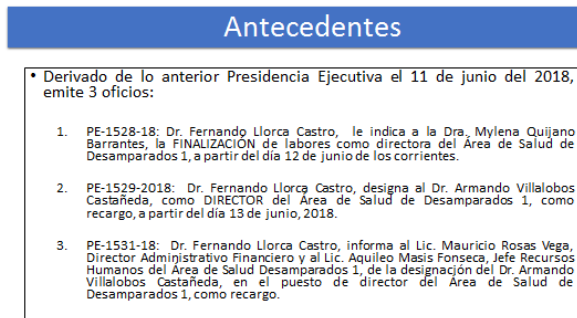 Antecedentes
• Derivado de lo anterior Presidencia Ejecutiva el 11 de junio del 2018,
emite 3 oficios:
1. PE-1528-18: Dr. Fernando Llorca Castro, le indica a la Dra. Mylena Quijano
Barrantes, la FINALIZACIÓN de labores como directora del Área de Salud de
Desamparados 1, a partir del día 12 de junio de los corrientes.
2. PE-1529-2018: Dr. Fernando Llorca Castro, designa al Dr. Armando Villalobos
Castañeda, como DIRECTOR del Área de Salud de Desamparados 1, como
recargo, a partir del día 13 de junio, 2018.
3. PE-1531-18: Dr. Fernando Llorca Castro, informa al Lic. Mauricio Rosas Vega,
Director Administrativo Financiero y al Lic. Aquileo Masis Fonseca, Jefe Recursos
Humanos del Área de Salud Desamparados 1, de la designación del Dr. Armando
Villalobos Castañeda, en el puesto de director del Área de Salud de
Desamparados 1, como recargo.